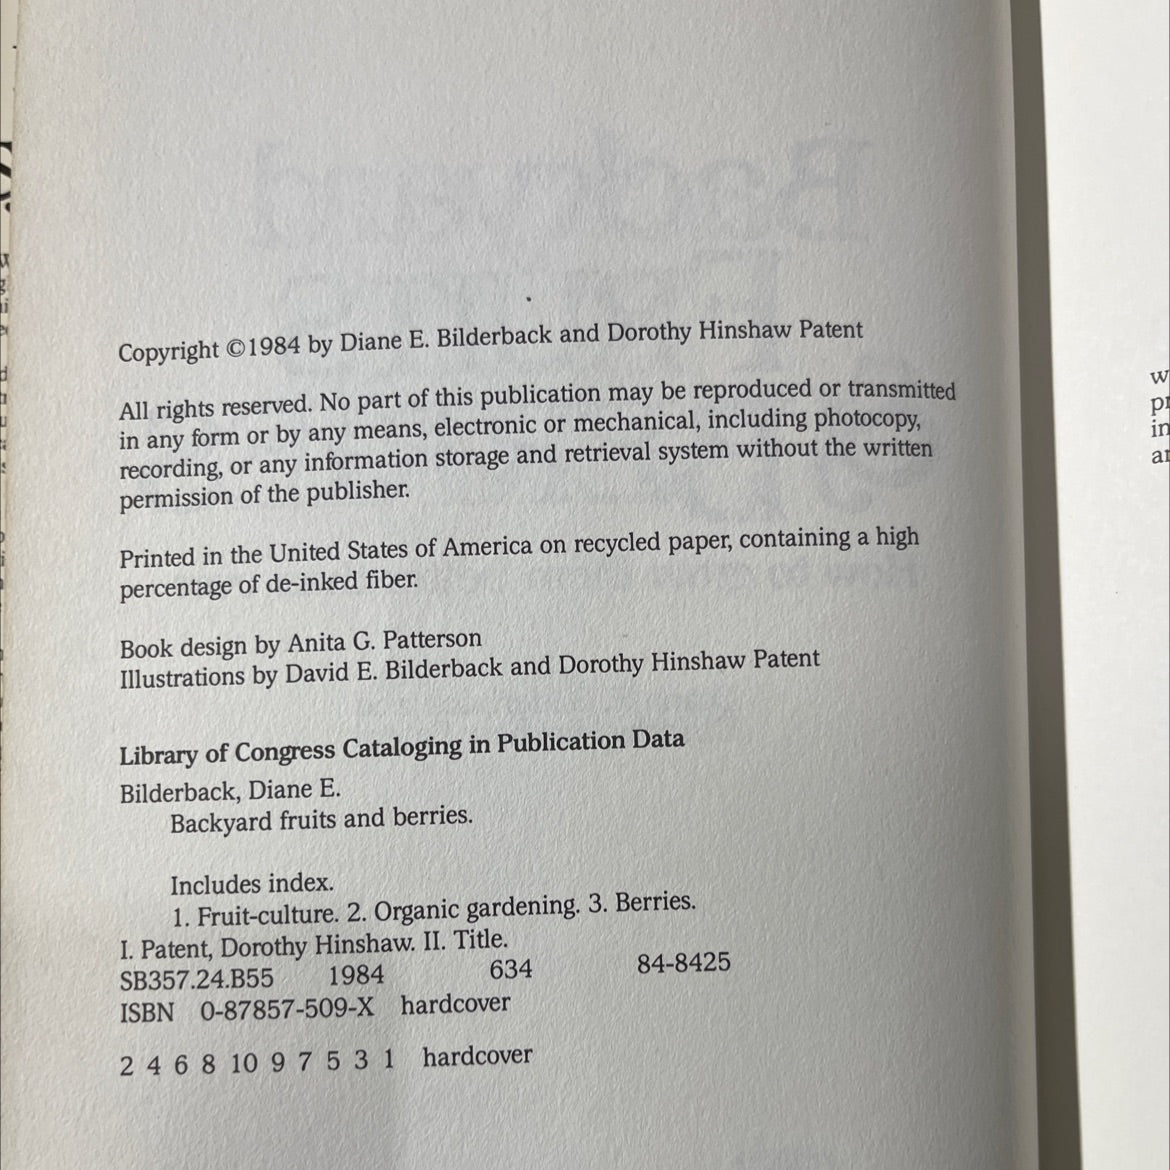 Copyright ©1984 by Diane E. Bilderback and Dorothy Hinshaw Patent
All rights reserved. No part of this publication may be reproduced or transmitted
in any form or by any means, electronic or mechanical, including photocopy,
recording, or any information storage and retrieval system without the written
permission of the publisher.
Printed in the United States of America on recycled paper, containing a high
percentage of de-inked fiber.
Book design by Anita G. Patterson
Illustrations by David E. Bilderback and Dorothy Hinshaw Patent
Library of Congress Cataloging in Publication Data
Bilderback, Diane E.
Backyard fruits and berries.
Includes index.
1. Fruit-culture. 2. Organic gardening. 3. Berries.
I. Patent, Dorothy Hinshaw. II. Title.
SB357.24.B55 1984 634 84-8425
ISBN 0-87857-509-X hardcover
2 4 6 8 10 9 7 5 3 1 hardcover